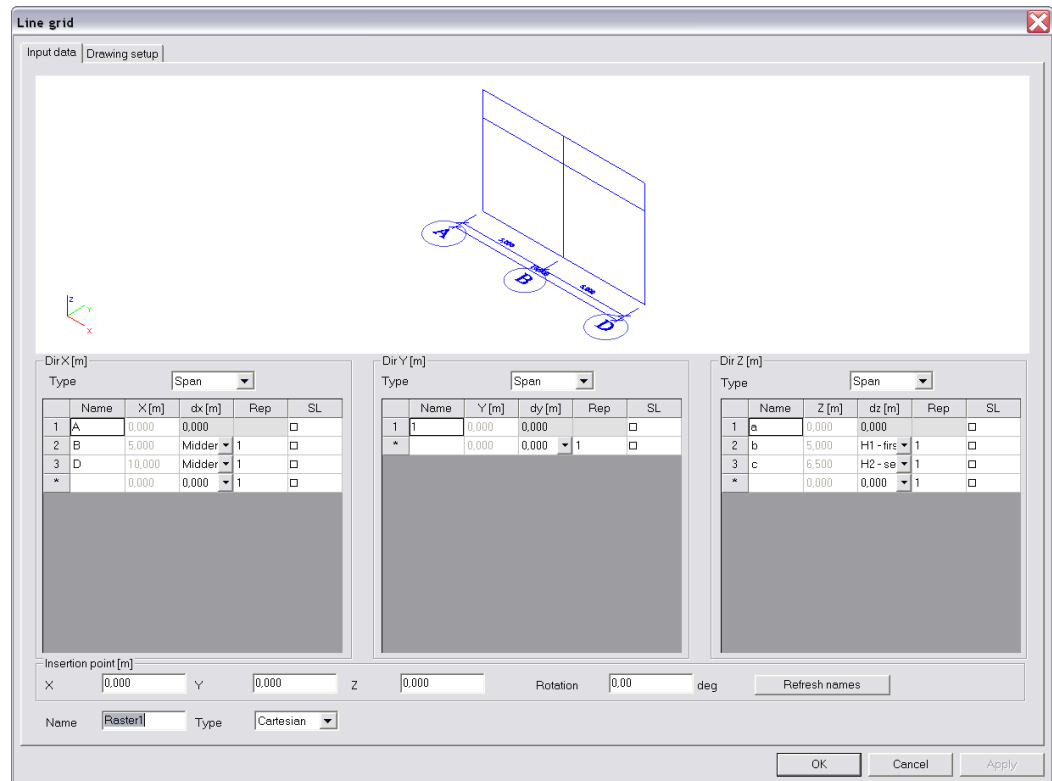 Line grid
Input data Drawing setup
A
5,000
B
5,000
D
Z
Y
X
Dir X [m]
Type Span
Name X [m] dx [m] Rep SL
1 A 0,000 0,000
2 B 5,000 Midder 1
3 D 10,000 Midder 1
* 0,000 0,000 1
Dir Y [m]
Type Span
Name Y [m] dy [m] Rep SL
1 1 0,000 0,000
* 0,000 0,000 1
Dir Z [m]
Type Span
Name Z [m] dz [m] Rep SL
1 a 0,000 0,000
2 b 5,000 H1 - firs 1
3 c 6,500 H2 - se 1
* 0,000 0,000 1
Insertion point [m]
X 0,000 Y 0,000 Z 0,000 Rotation 0,00 deg Refresh names
Name Raster1 Type Cartesian
OK Cancel Apply